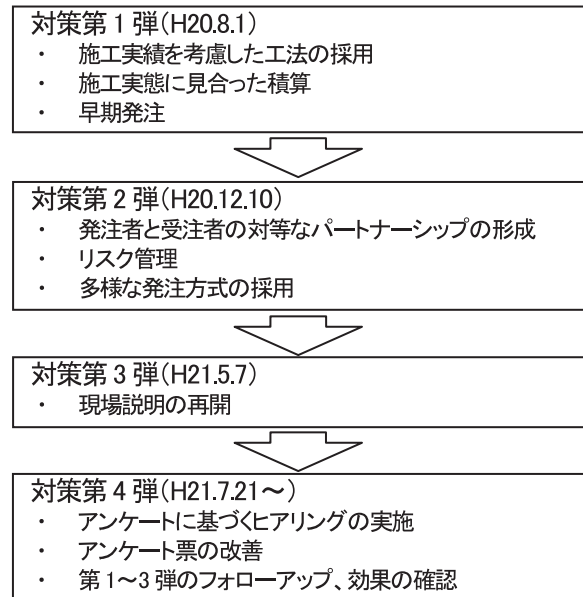 対策第1弾(H20.8.1)
・ 施工実績を考慮した工法の採用
・ 施工実態に見合った積算
・ 早期発注
対策第2弾(H20.12.10)
・ 発注者と受注者の対等なパートナーシップの形成
・ リスク管理
・ 多様な発注方式の採用
対策第3弾(H21.5.7)
・ 現場説明の再開
対策第4弾(H21.7.21～)
・ アンケートに基づくヒアリングの実施
・ アンケート票の改善
・ 第1～3弾のフォローアップ、効果の確認